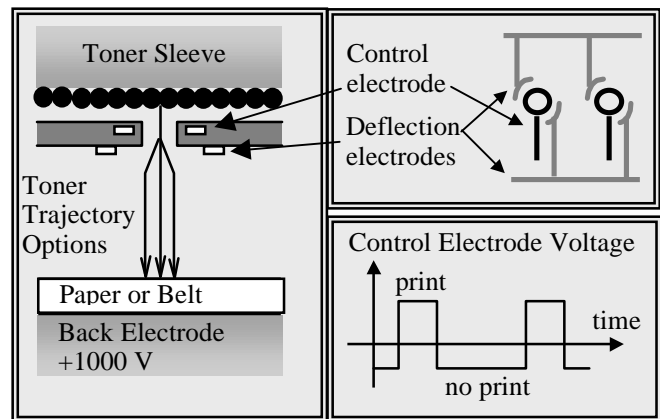 Toner Sleeve
Toner
Trajectory
Options
Paper or Belt
Back Electrode
+1000 V
Control
electrode
Deflection
electrodes
Control Electrode Voltage
print
time
no print